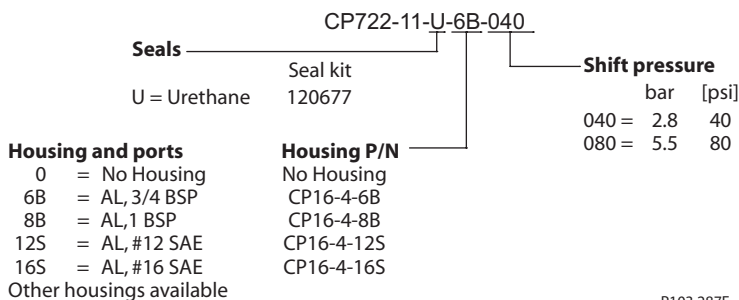 CP722-11-U-6B-040
Seals
Seal kit
U = Urethane 120677
Shift pressure
bar [psi]
040 = 2.8 40
080 = 5.5 80
Housing and ports Housing P/N
0 = No Housing No Housing
6B = AL, 3/4 BSP CP16-4-6B
8B = AL,1 BSP CP16-4-8B
12S = AL, #12 SAE CP16-4-12S
16S = AL, #16 SAE CP16-4-16S
Other housings available